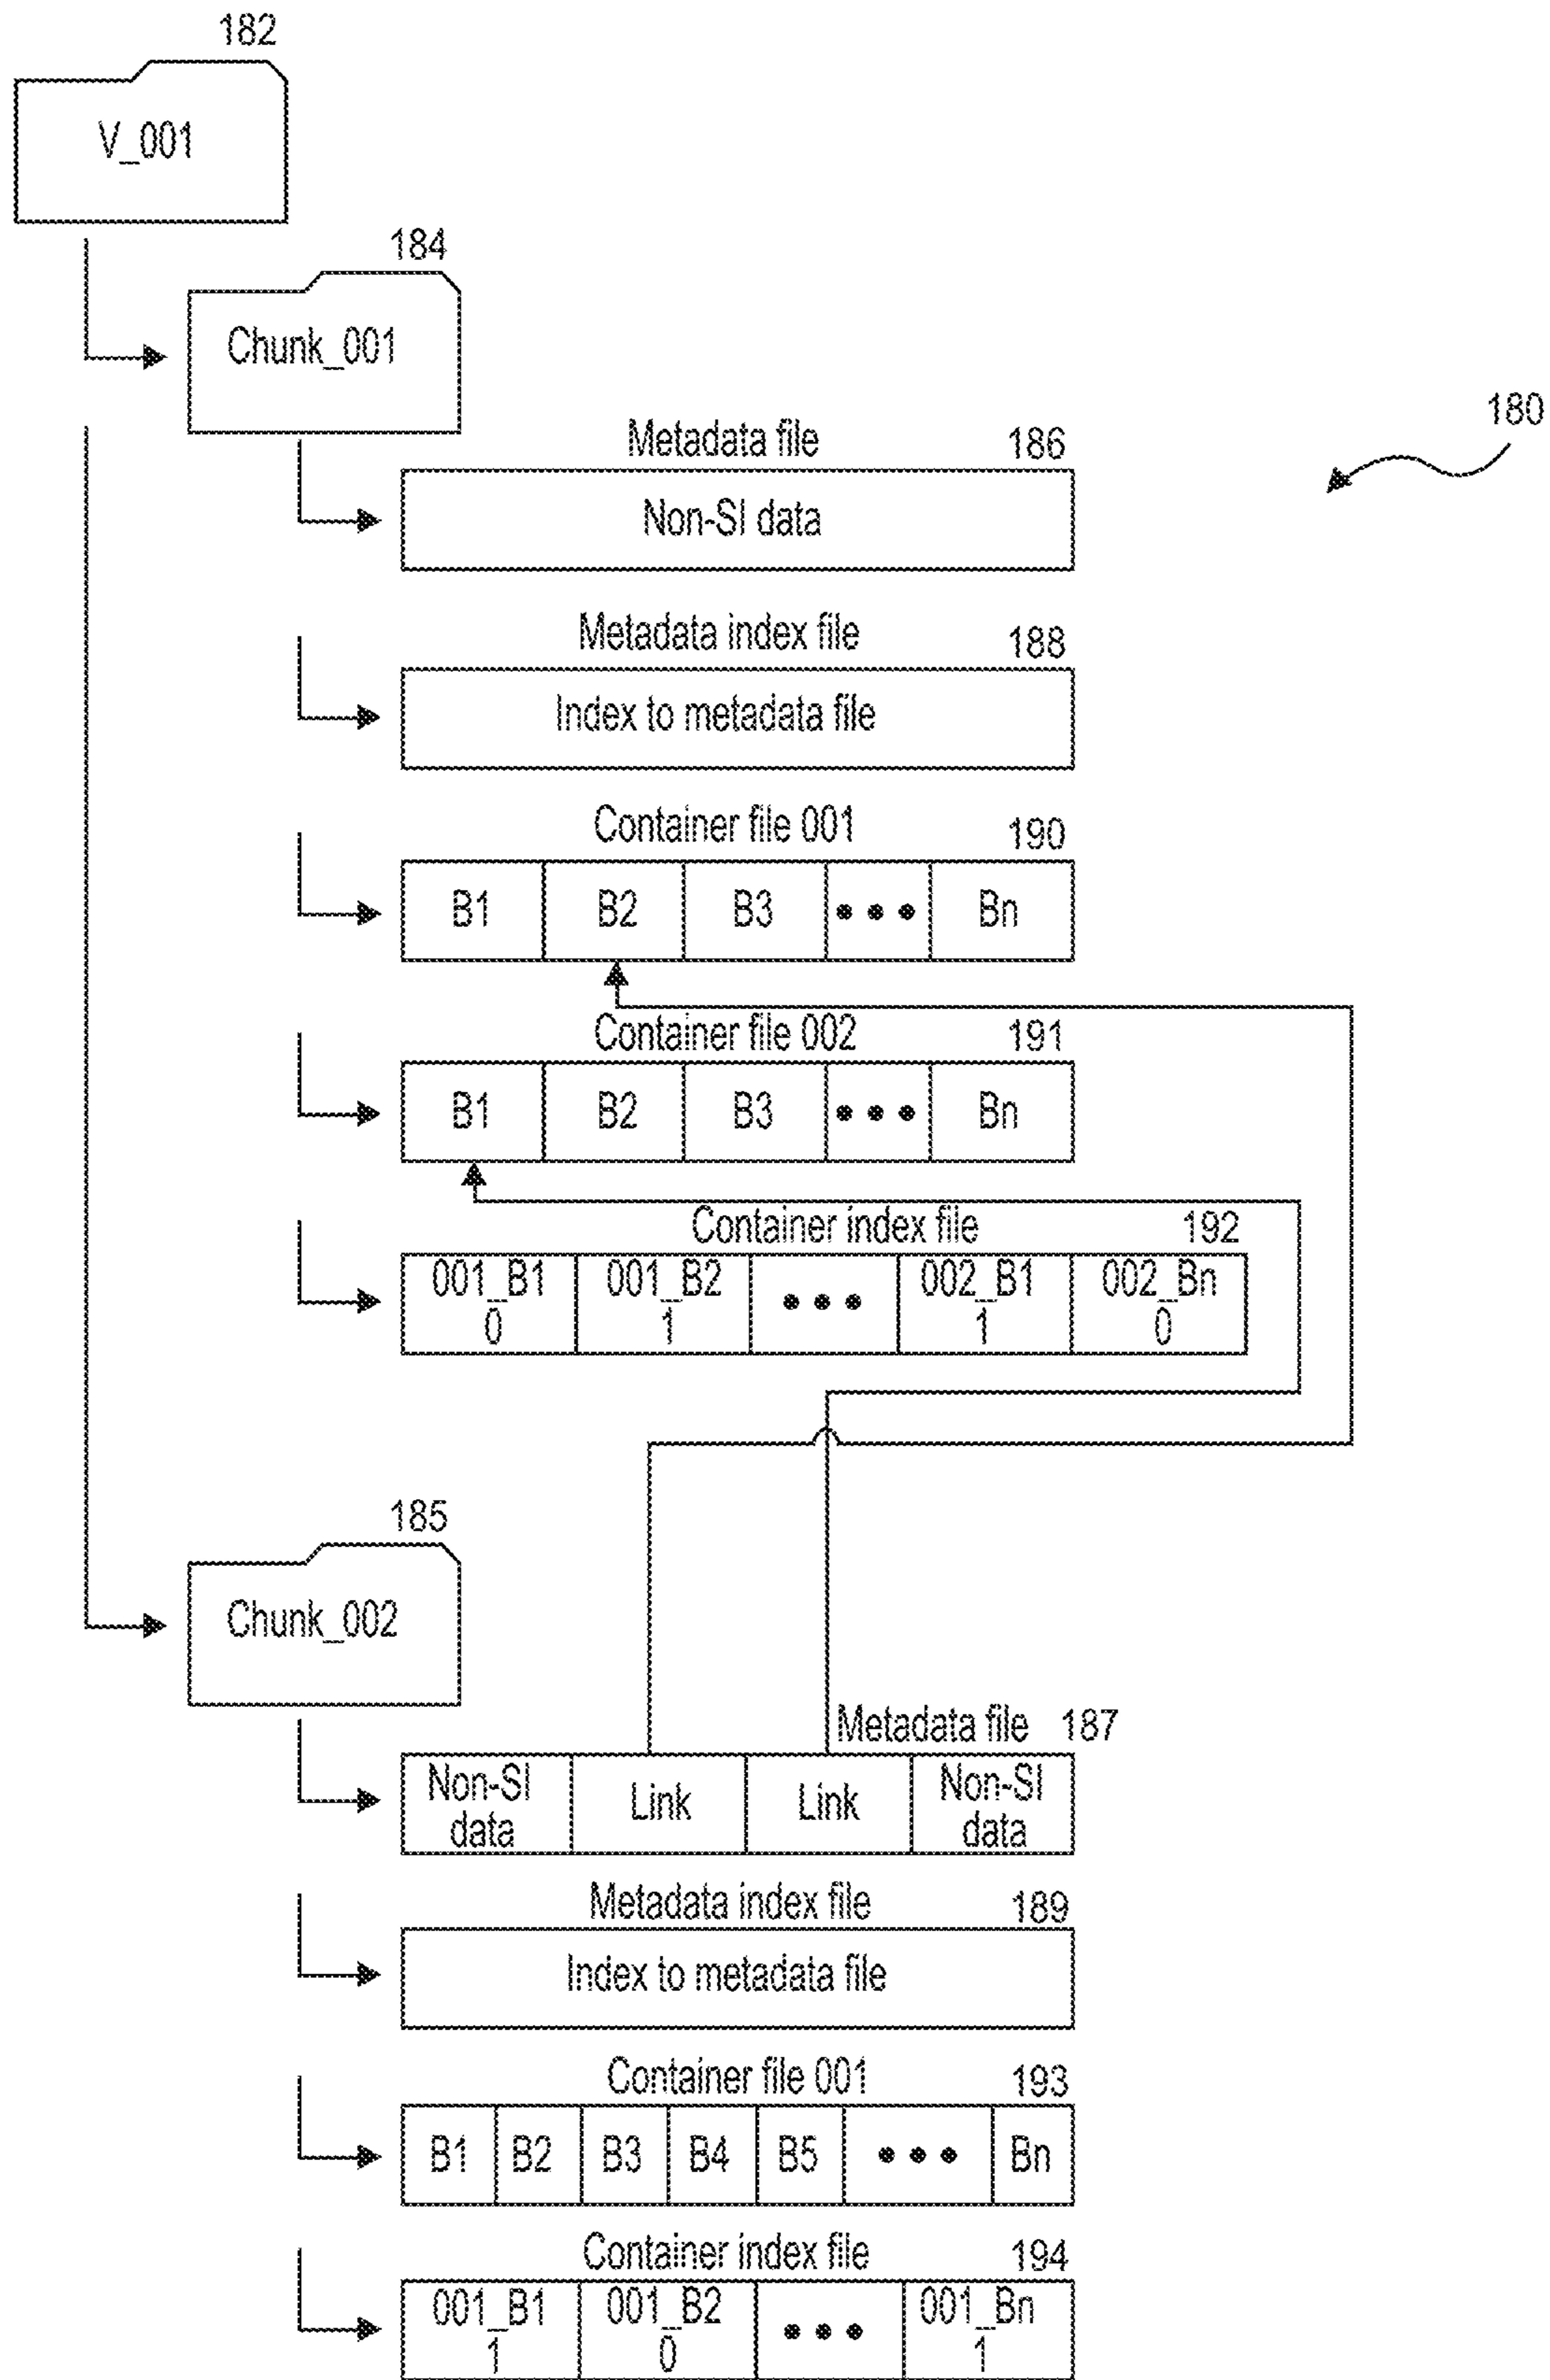 182
V_001
184
Chunk_001
180
Metadata file 186
Non-SI data
Metadata index file 188
Index to metadata file
Container file 001 190
B1 B2 B3 ••• Bn
Container file 002 191
B1 B2 B3 ••• Bn
Container index file 192
001_B1 001_B2 ••• 002_B1 002_Bn
0 1 1 0
185
Chunk_002
Metadata file 187
Non-SI Link Link Non-SI
data data
Metadata index file 189
Index to metadata file
Container file 001 193
B1 B2 B3 B4 B5 ••• Bn
Container index file 194
001_B1 001_B2 ••• 001_Bn
1 0 1